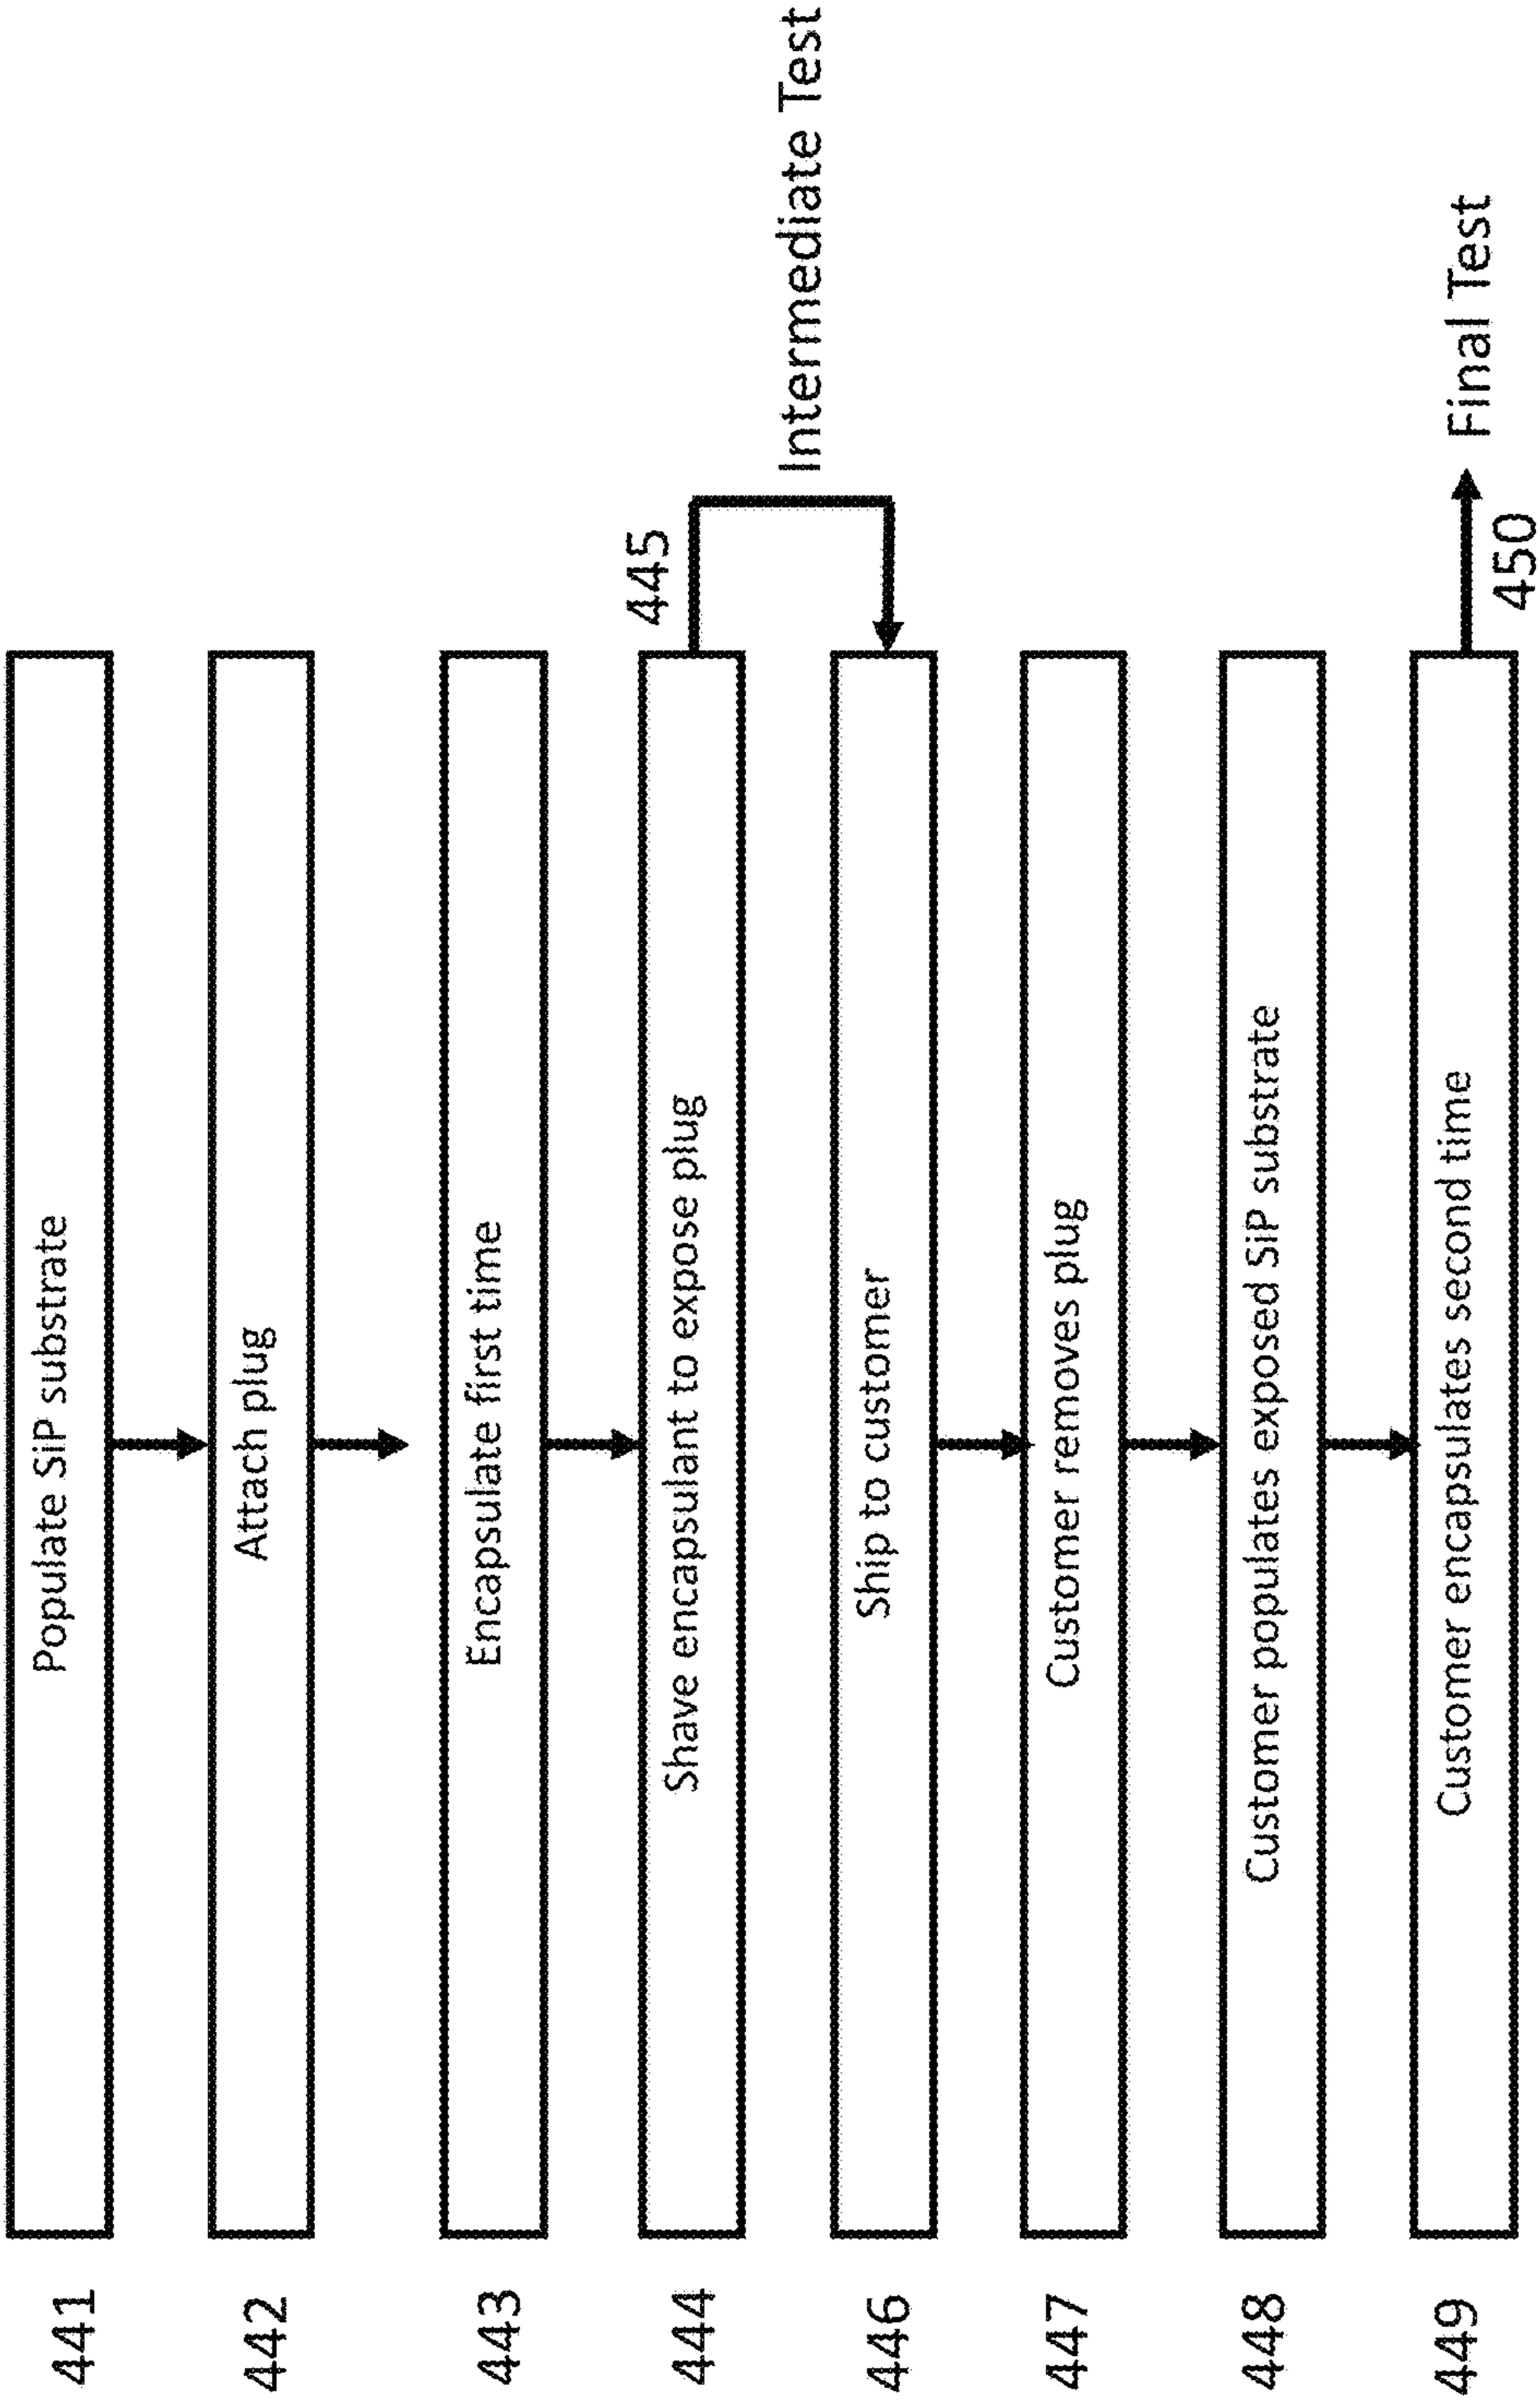 441
Populate SiP substrate
442
Attach plug
443
Encapsulate first time
444
Shave encapsulant to expose plug
445
Intermediate Test
446
Ship to customer
447
Customer removes plug
448
Customer populates exposed SiP substrate
449
Customer encapsulates second time
450
Final Test